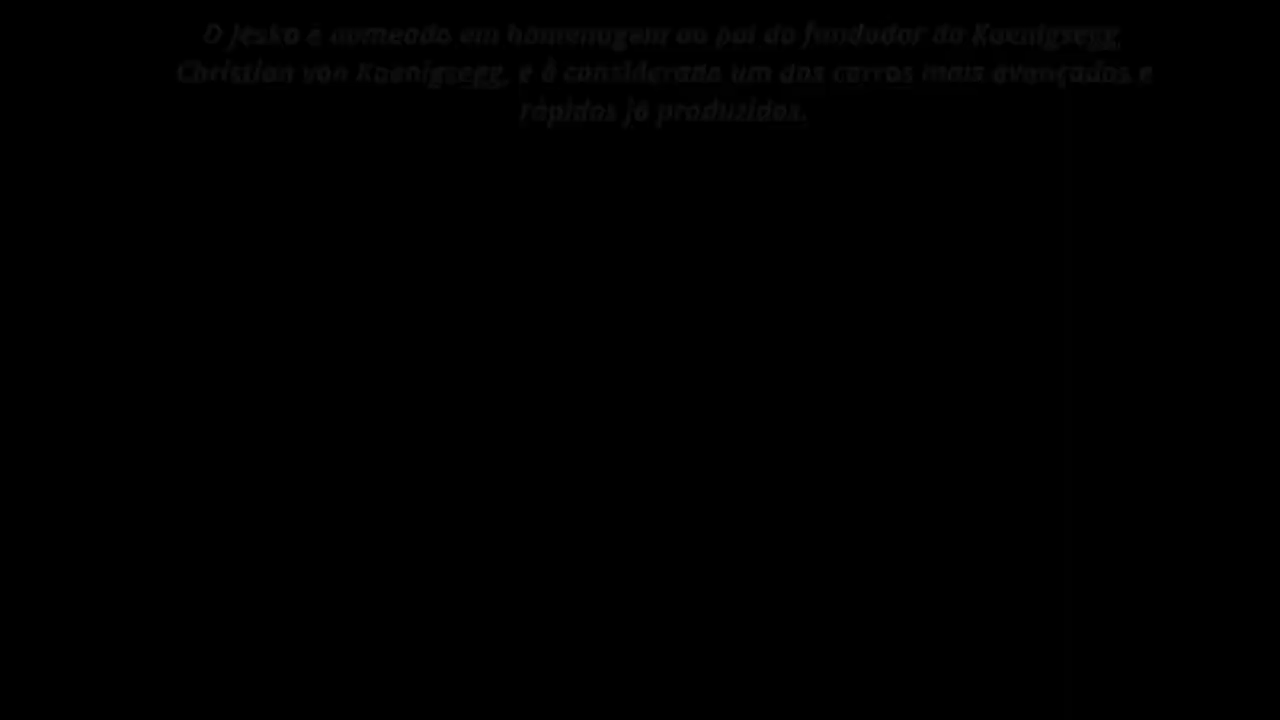 O Jesko é nomeado em homenagem ao pai do fundador da Koenigsegg,
Christian von Koenigsegg, e é considerado um dos carros mais avançados e
rápidos já produzidos.